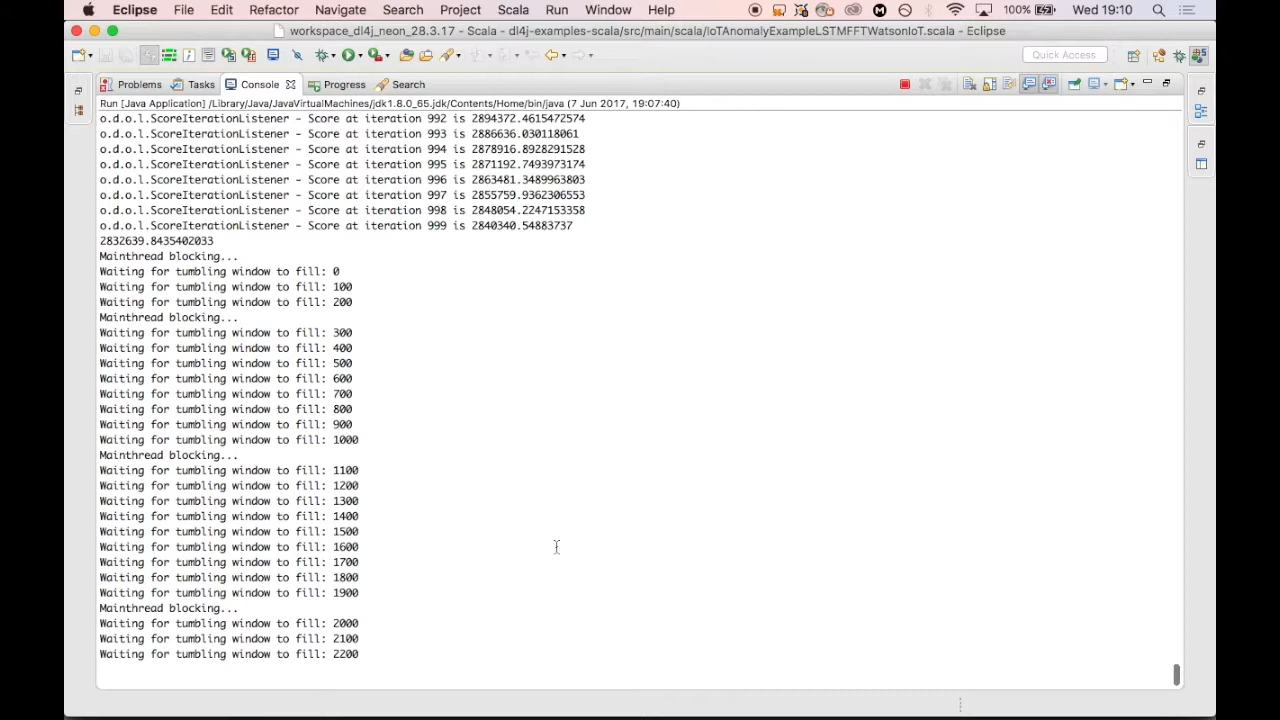 Eclipse File Edit Refactor Navigate Search Project Scala Run Window Help 100% Wed 19:10
workspace_dl4j_neon_28.3.17 - Scala - dl4j-examples-scala/src/main/scala/IoTAnomalyExampleLSTMFFTWatsonIoT.scala - Eclipse
Quick Access
Problems Tasks Console Progress Search
Run [Java Application] /Library/Java/JavaVirtualMachines/jdk1.8.0_65.jdk/Contents/Home/bin/java (7 Jun 2017, 19:07:40)
o.d.o.l.ScoreIterationListener - Score at iteration 992 is 2894372.4615472574
o.d.o.l.ScoreIterationListener - Score at iteration 993 is 2886636.030118061
o.d.o.l.ScoreIterationListener - Score at iteration 994 is 2878916.8928291528
o.d.o.l.ScoreIterationListener - Score at iteration 995 is 2871192.7493973174
o.d.o.l.ScoreIterationListener - Score at iteration 996 is 2863481.3489963803
o.d.o.l.ScoreIterationListener - Score at iteration 997 is 2855759.9362306553
o.d.o.l.ScoreIterationListener - Score at iteration 998 is 2848054.2247153358
o.d.o.l.ScoreIterationListener - Score at iteration 999 is 2840340.54883737
2832639.8435402033
Mainthread blocking...
Waiting for tumbling window to fill: 0
Waiting for tumbling window to fill: 100
Waiting for tumbling window to fill: 200
Mainthread blocking...
Waiting for tumbling window to fill: 300
Waiting for tumbling window to fill: 400
Waiting for tumbling window to fill: 500
Waiting for tumbling window to fill: 600
Waiting for tumbling window to fill: 700
Waiting for tumbling window to fill: 800
Waiting for tumbling window to fill: 900
Waiting for tumbling window to fill: 1000
Mainthread blocking...
Waiting for tumbling window to fill: 1100
Waiting for tumbling window to fill: 1200
Waiting for tumbling window to fill: 1300
Waiting for tumbling window to fill: 1400
Waiting for tumbling window to fill: 1500
Waiting for tumbling window to fill: 1600
Waiting for tumbling window to fill: 1700
Waiting for tumbling window to fill: 1800
Waiting for tumbling window to fill: 1900
Mainthread blocking...
Waiting for tumbling window to fill: 2000
Waiting for tumbling window to fill: 2100
Waiting for tumbling window to fill: 2200